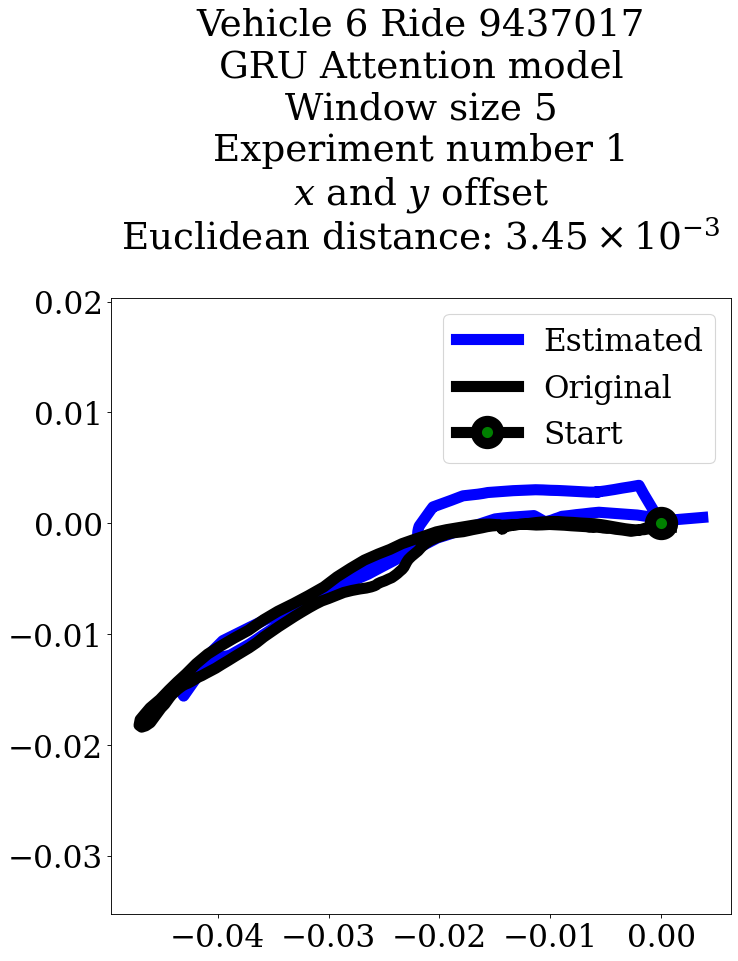 Vehicle 6 Ride 9437017
GRU Attention model
Window size 5
Experiment number 1
x and y offset
Euclidean distance: 3.45 × 10⁻³
Estimated
Original
Start
0.02
0.01
0.00
−0.01
−0.02
−0.03
−0.04 −0.03 −0.02 −0.01 0.00